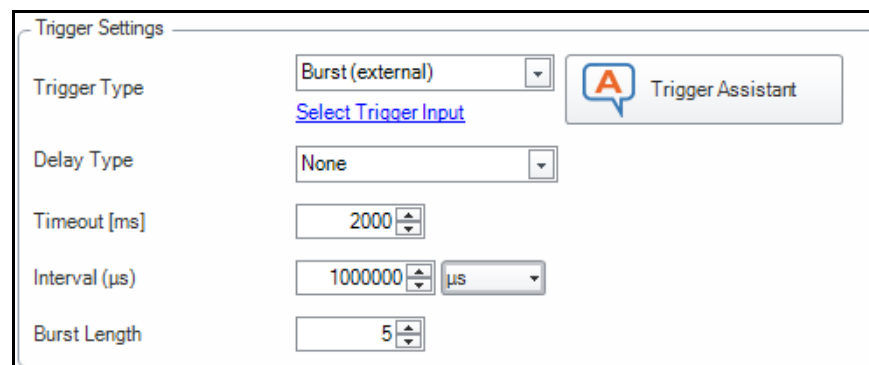 Trigger Settings
Trigger Type Burst (external) A Trigger Assistant
Select Trigger Input
Delay Type None
Timeout [ms] 2000
Interval (µs) 1000000 µs
Burst Length 5